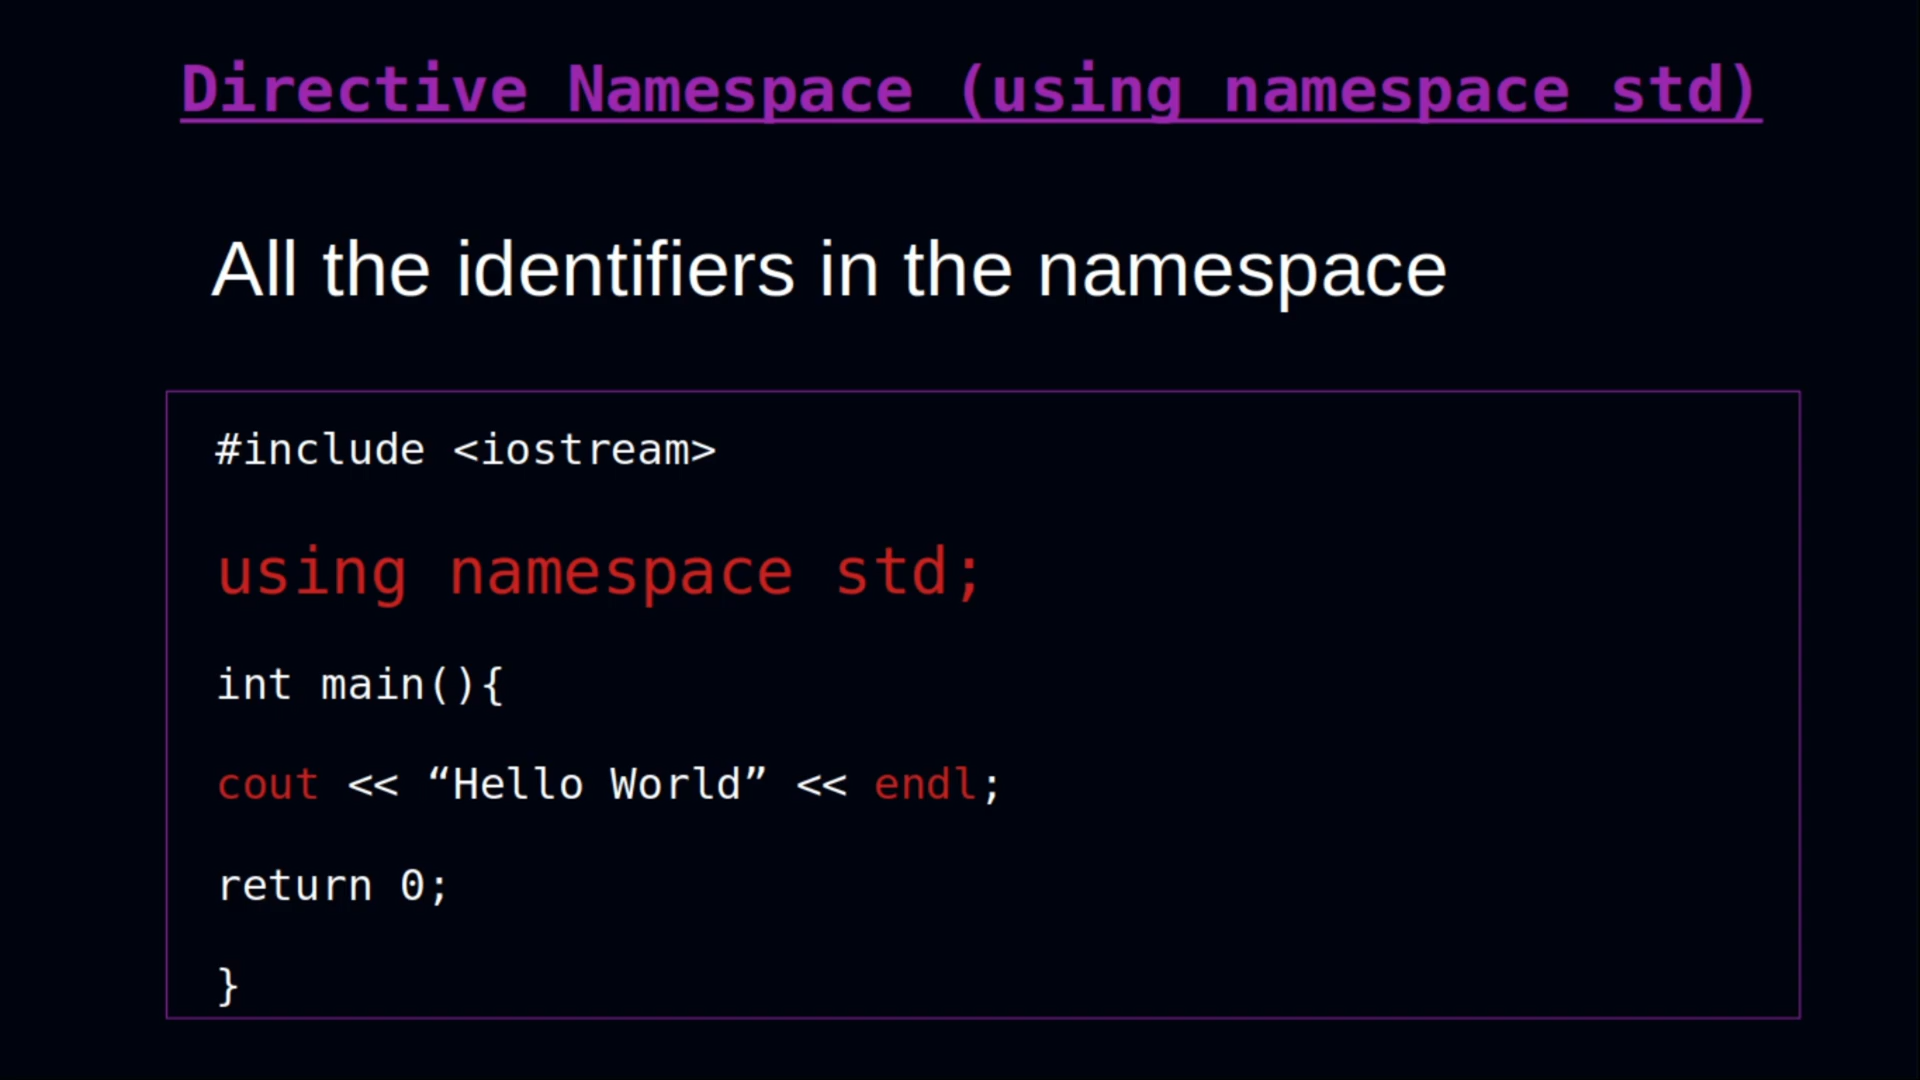 Directive Namespace (using namespace std)
All the identifiers in the namespace
#include <iostream>
using namespace std;
int main(){
cout << “Hello World” << endl;
return 0;
}